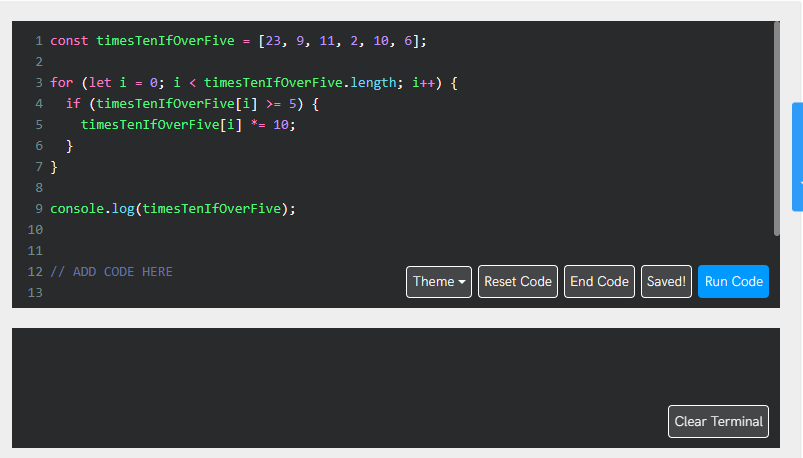 1 const timesTenIfOverFive = [23, 9, 11, 2, 10, 6];
2
3 for (let i = 0; i < timesTenIfOverFive.length; i++) {
4   if (timesTenIfOverFive[i] >= 5) {
5     timesTenIfOverFive[i] *= 10;
6   }
7 }
8
9 console.log(timesTenIfOverFive);
10
11
12 // ADD CODE HERE
13
Theme Reset Code End Code Saved! Run Code
Clear Terminal